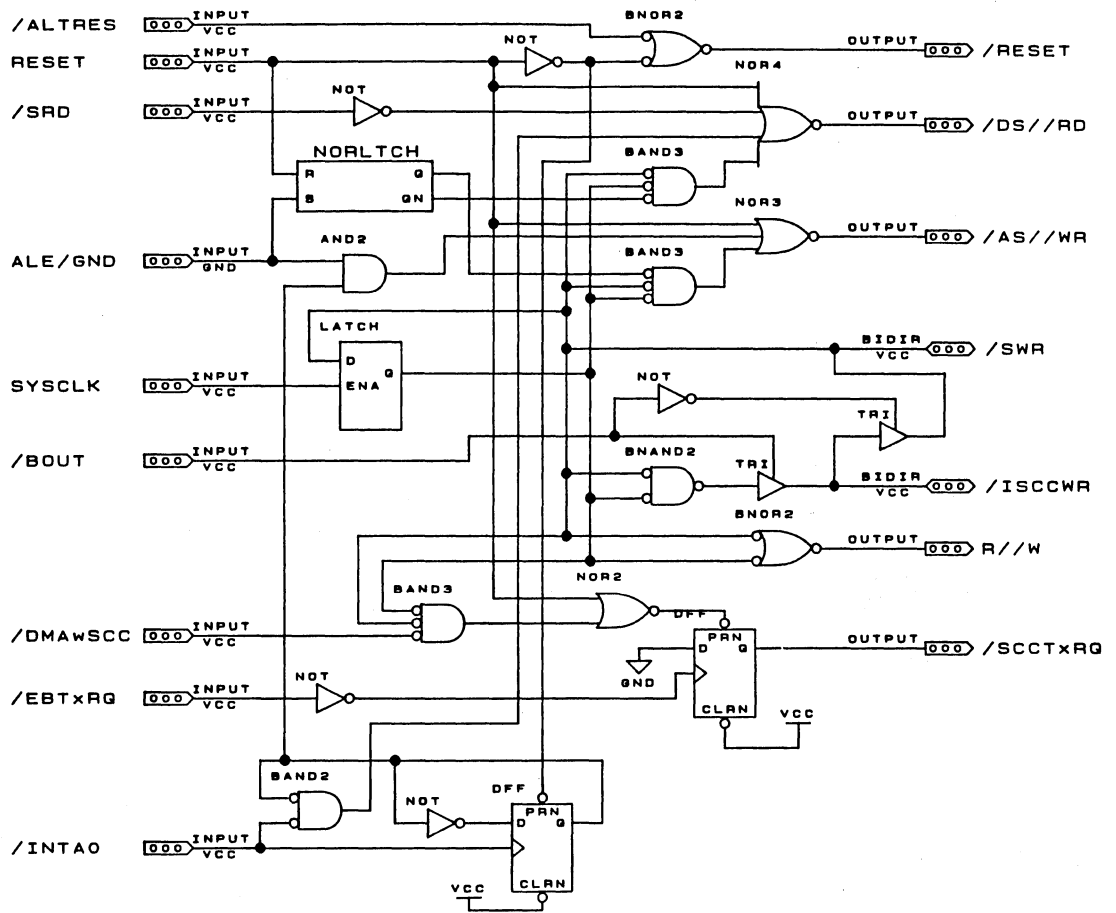 /ALTRES INPUT VCC BNOR2 OUTPUT /RESET
RESET INPUT VCC NOT NOR4
/SRD INPUT VCC NOT OUTPUT /DS//RD
NORLTCH BAND3
R Q
S QN NOR3
ALE/GND INPUT GND AND2 BAND3 OUTPUT /AS//WR
LATCH
D BIDIR VCC /SWR
SYSCLK INPUT VCC ENA Q NOT
TRI
/BOUT INPUT VCC BNAND2 TRI
BIDIR VCC /ISCCWR
BNOR2
OUTPUT R//W
NOR2
BAND3
DFF
/DMAWSCC INPUT VCC PRN OUTPUT /SCCTxRQ
D Q
GND
/EBTxRQ INPUT VCC NOT
CLRN VCC
BAND2 DFF
NOT PRN
D Q
/INTA0 INPUT VCC
VCC CLRN